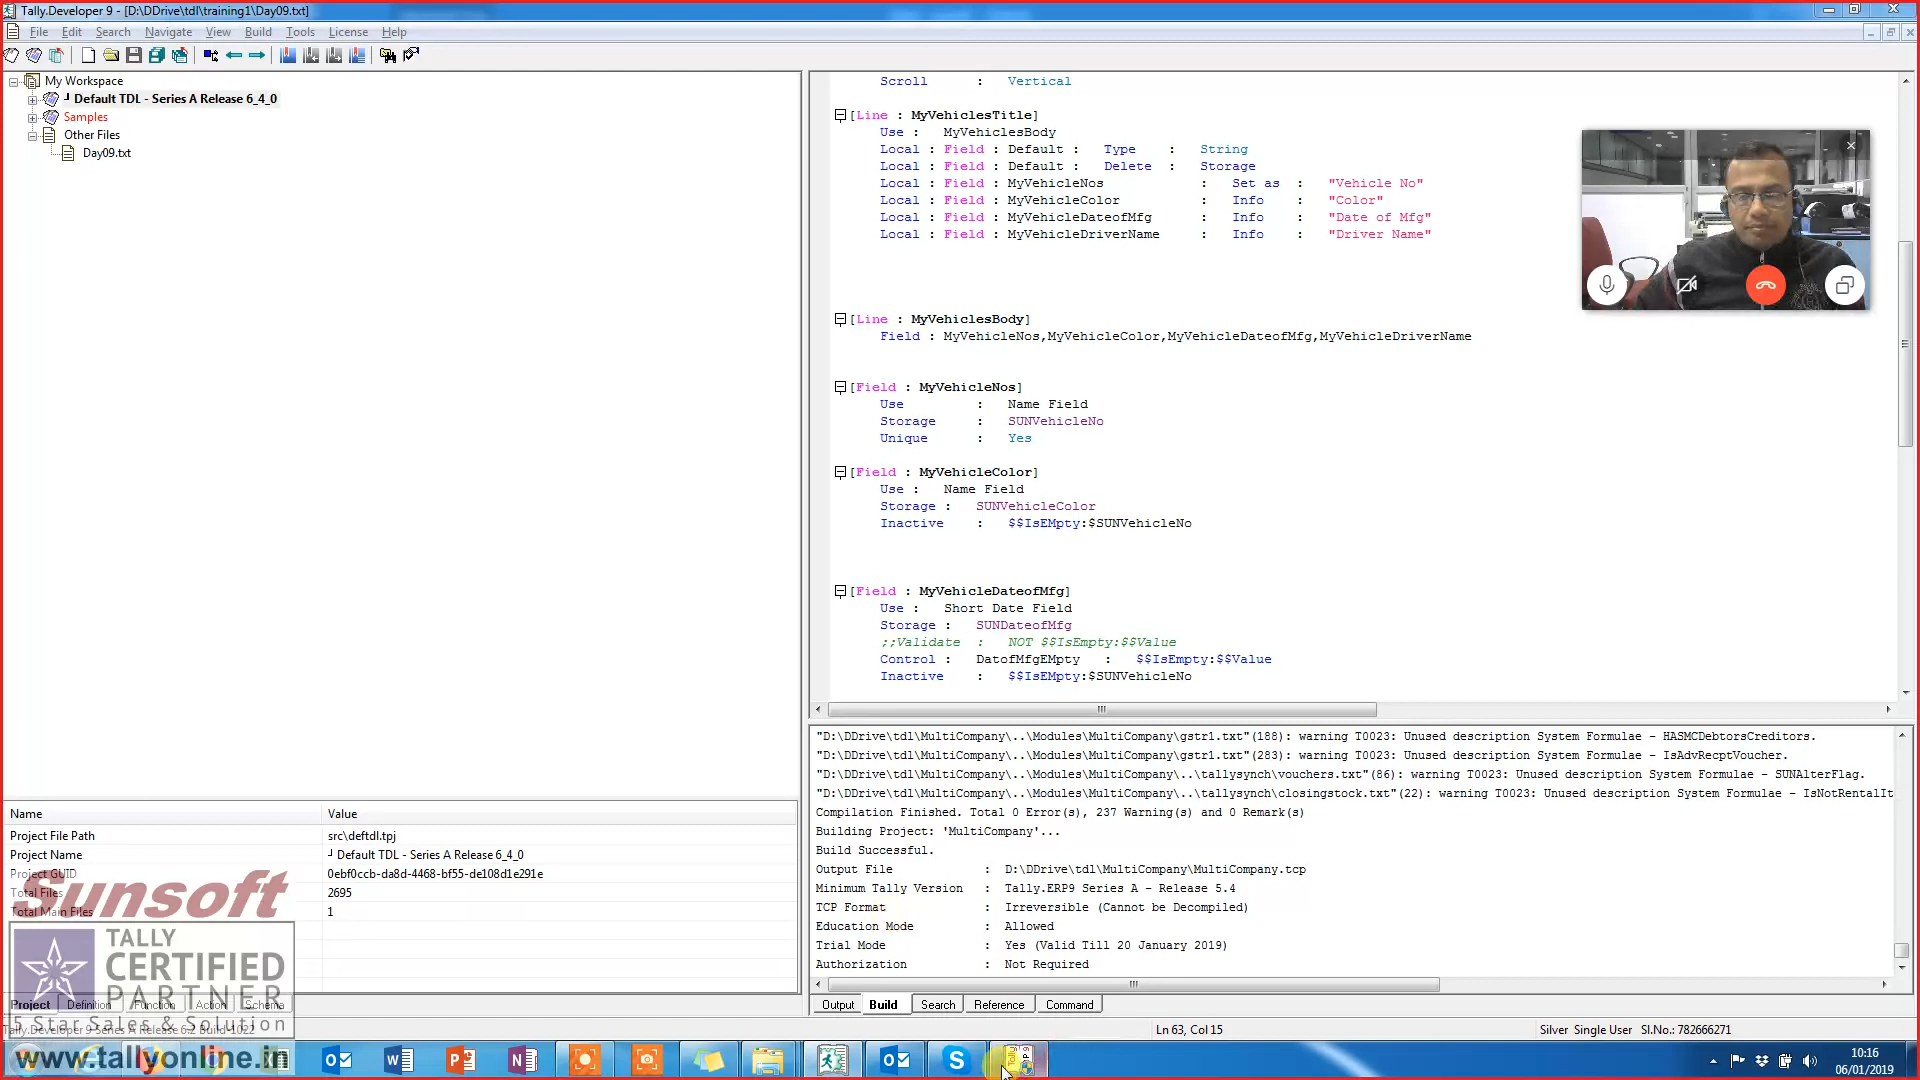 Tally.Developer 9 - [D:\DDrive\tdl\training1\Day09.txt]
File Edit Search Navigate View Build Tools License Help
My Workspace
Default TDL - Series A Release 6_4_0
Samples
Other Files
Day09.txt
Scroll : Vertical
[Line : MyVehiclesTitle]
Use : MyVehiclesBody
Local : Field : Default : Type : String
Local : Field : Default : Delete : Storage
Local : Field : MyVehicleNos : Set as : "Vehicle No"
Local : Field : MyVehicleColor : Info : "Color"
Local : Field : MyVehicleDateofMfg : Info : "Date of Mfg"
Local : Field : MyVehicleDriverName : Info : "Driver Name"
[Line : MyVehiclesBody]
Field : MyVehicleNos,MyVehicleColor,MyVehicleDateofMfg,MyVehicleDriverName
[Field : MyVehicleNos]
Use : Name Field
Storage : SUNVehicleNo
Unique : Yes
[Field : MyVehicleColor]
Use : Name Field
Storage : SUNVehicleColor
Inactive : $$IsEMpty:$SUNVehicleNo
[Field : MyVehicleDateofMfg]
Use : Short Date Field
Storage : SUNDateofMfg
;;Validate : NOT $$IsEmpty:$$Value
Control : DatofMfgEMpty : $$IsEmpty:$$Value
Inactive : $$IsEMpty:$SUNVehicleNo
"D:\DDrive\tdl\MultiCompany\..\Modules\MultiCompany\gstr1.txt"(188): warning T0023: Unused description System Formulae - HASMCDebtorsCreditors.
"D:\DDrive\tdl\MultiCompany\..\Modules\MultiCompany\gstr1.txt"(283): warning T0023: Unused description System Formulae - IsAdvRecptVoucher.
"D:\DDrive\tdl\MultiCompany\..\Modules\MultiCompany\..\tallysynch\vouchers.txt"(86): warning T0023: Unused description System Formulae - SUNAlterFlag.
"D:\DDrive\tdl\MultiCompany\..\Modules\MultiCompany\..\tallysynch\closingstock.txt"(22): warning T0023: Unused description System Formulae - IsNotRentalIt
Compilation Finished. Total 0 Error(s), 237 Warning(s) and 0 Remark(s)
Building Project: 'MultiCompany'...
Build Successful.
Output File : D:\DDrive\tdl\MultiCompany\MultiCompany.tcp
Minimum Tally Version : Tally.ERP9 Series A - Release 5.4
TCP Format : Irreversible (Cannot be Decompiled)
Education Mode : Allowed
Trial Mode : Yes (Valid Till 20 January 2019)
Authorization : Not Required
Output Build Search Reference Command
Name Value
Project File Path src\deftdl.tpj
Project Name Default TDL - Series A Release 6_4_0
Project GUID 0ebf0ccb-da8d-4468-bf55-de108d1e291e
Total Files 2695
Total Main Files 1
Sunsoft
TALLY
CERTIFIED
PARTNER
5 Star Sales & Solution
Project Definition Function Action Schema
Tally.Developer 9 Series A Release 6.2 Build-1022
Ln 63, Col 15
Silver Single User Sl.No.: 782666271
www.tallyonline.in
10:16
06/01/2019